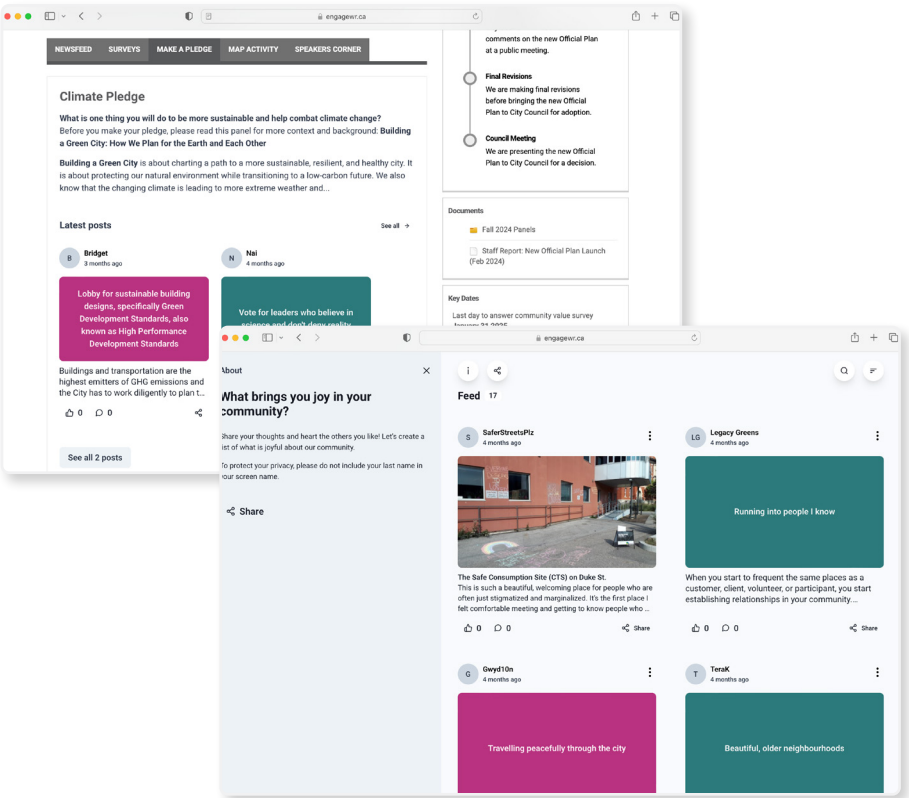 engagewr.ca
NEWSFEED SURVEYS MAKE A PLEDGE MAP ACTIVITY SPEAKERS CORNER
Climate Pledge
What is one thing you will do to be more sustainable and help combat climate change?
Before you make your pledge, please read this panel for more context and background: Building
a Green City: How We Plan for the Earth and Each Other
Building a Green City is about charting a path to a more sustainable, resilient, and healthy city. It
is about protecting our natural environment while transitioning to a low-carbon future. We also
know that the changing climate is leading to more extreme weather and...
Latest posts
See all →
B
Bridget
3 months ago
Lobby for sustainable building
designs, specifically Green
Development Standards, also
known as High Performance
Development Standards
Buildings and transportation are the
highest emitters of GHG emissions and
the City has to work diligently to plan t...
0 0
N
Nai
4 months ago
Vote for leaders who believe in
science and don't deny reality
See all 2 posts
comments on the new Official Plan
at a public meeting.
Final Revisions
We are making final revisions
before bringing the new Official
Plan to City Council for adoption.
Council Meeting
We are presenting the new Official
Plan to City Council for a decision.
Documents
Fall 2024 Panels
Staff Report: New Official Plan Launch
(Feb 2024)
Key Dates
Last day to answer community value survey
January 31 2025
engagewr.ca
About
What brings you joy in your
community?
Share your thoughts and heart the others you like! Let's create a
list of what is joyful about our community.
To protect your privacy, please do not include your last name in
your screen name.
Share
Feed 17
S
SaferStreetsPlz
4 months ago
The Safe Consumption Site (CTS) on Duke St.
This is such a beautiful, welcoming place for people who are
often just stigmatized and marginalized. It's the first place I
felt comfortable meeting and getting to know people who ...
0 0 Share
LG
Legacy Greens
4 months ago
Running into people I know
When you start to frequent the same places as a
customer, client, volunteer, or participant, you start
establishing relationships in your community....
0 0 Share
G
Gwyd10n
4 months ago
Travelling peacefully through the city
T
TeraK
4 months ago
Beautiful, older neighbourhoods